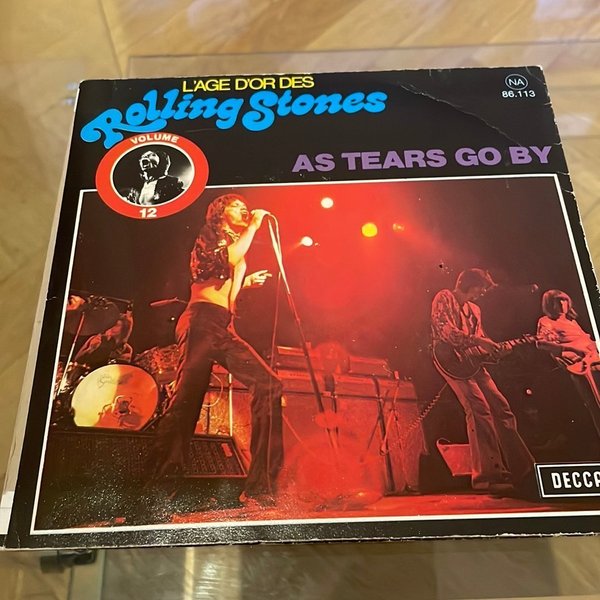 L'AGE D'OR DES
Rolling Stones
NA
86.113
VOLUME
12
AS TEARS GO BY
DECCA